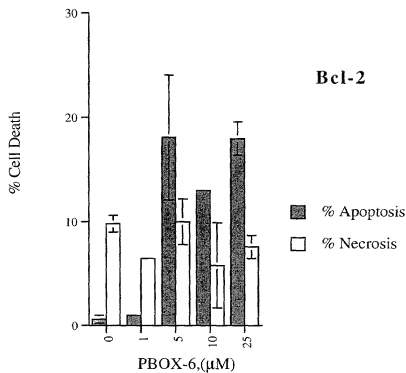 30
Bcl-2
20
% Cell Death
% Apoptosis
10
% Necrosis
0
0
1
5
10
25
PBOX-6,(μM)